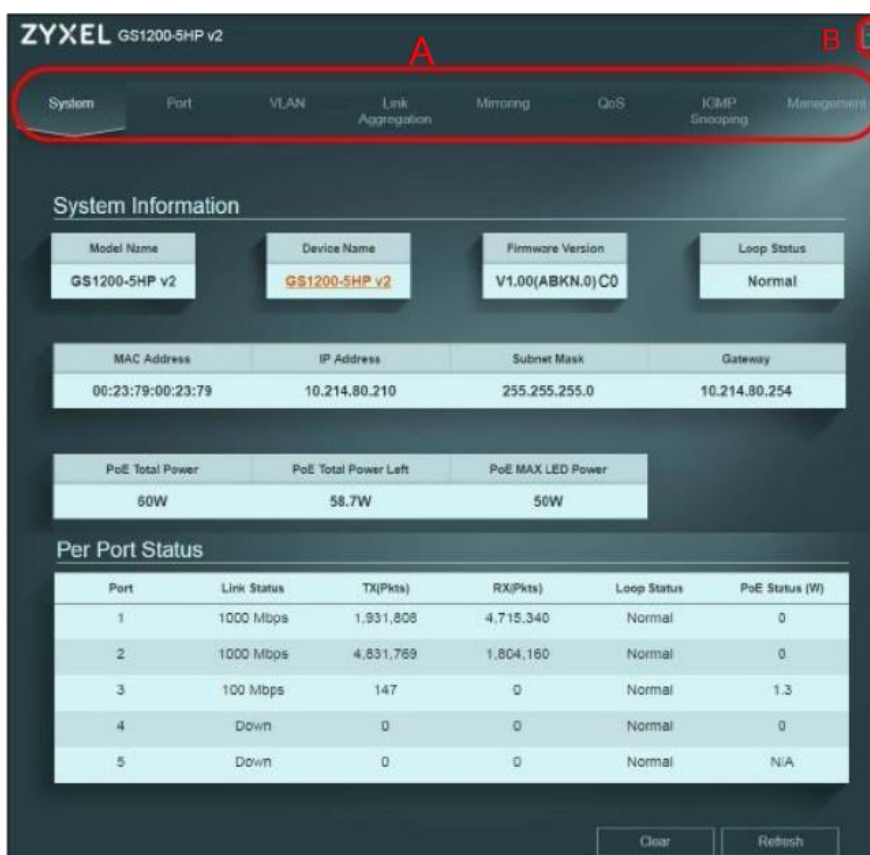 ZYXEL GS1200-5HP v2
A
B
System Port VLAN Link Aggregation Mirroring QoS IGMP Snooping Management
System Information
Model Name Device Name Firmware Version Loop Status
GS1200-5HP v2 GS1200-5HP v2 V1.00(ABKN.0)C0 Normal
MAC Address IP Address Subnet Mask Gateway
00:23:79:00:23:79 10.214.80.210 255.255.255.0 10.214.80.254
PoE Total Power PoE Total Power Left PoE MAX LED Power
60W 58.7W 50W
Per Port Status
Port Link Status TX(Pkts) RX(Pkts) Loop Status PoE Status (W)
1 1000 Mbps 1,931,808 4,715,340 Normal 0
2 1000 Mbps 4,831,769 1,804,160 Normal 0
3 100 Mbps 147 0 Normal 1.3
4 Down 0 0 Normal 0
5 Down 0 0 Normal N/A
Clear Refresh